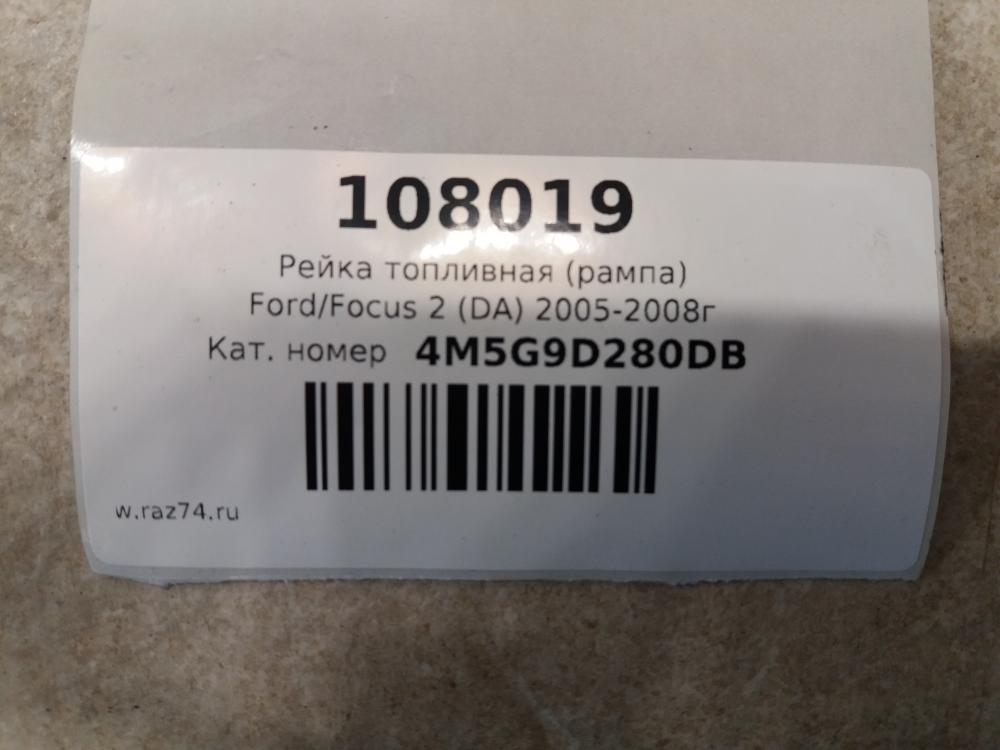 108019
Рейка топливная (рампа)
Ford/Focus 2 (DA) 2005-2008г
Кат. номер 4M5G9D280DB
w.raz74.ru